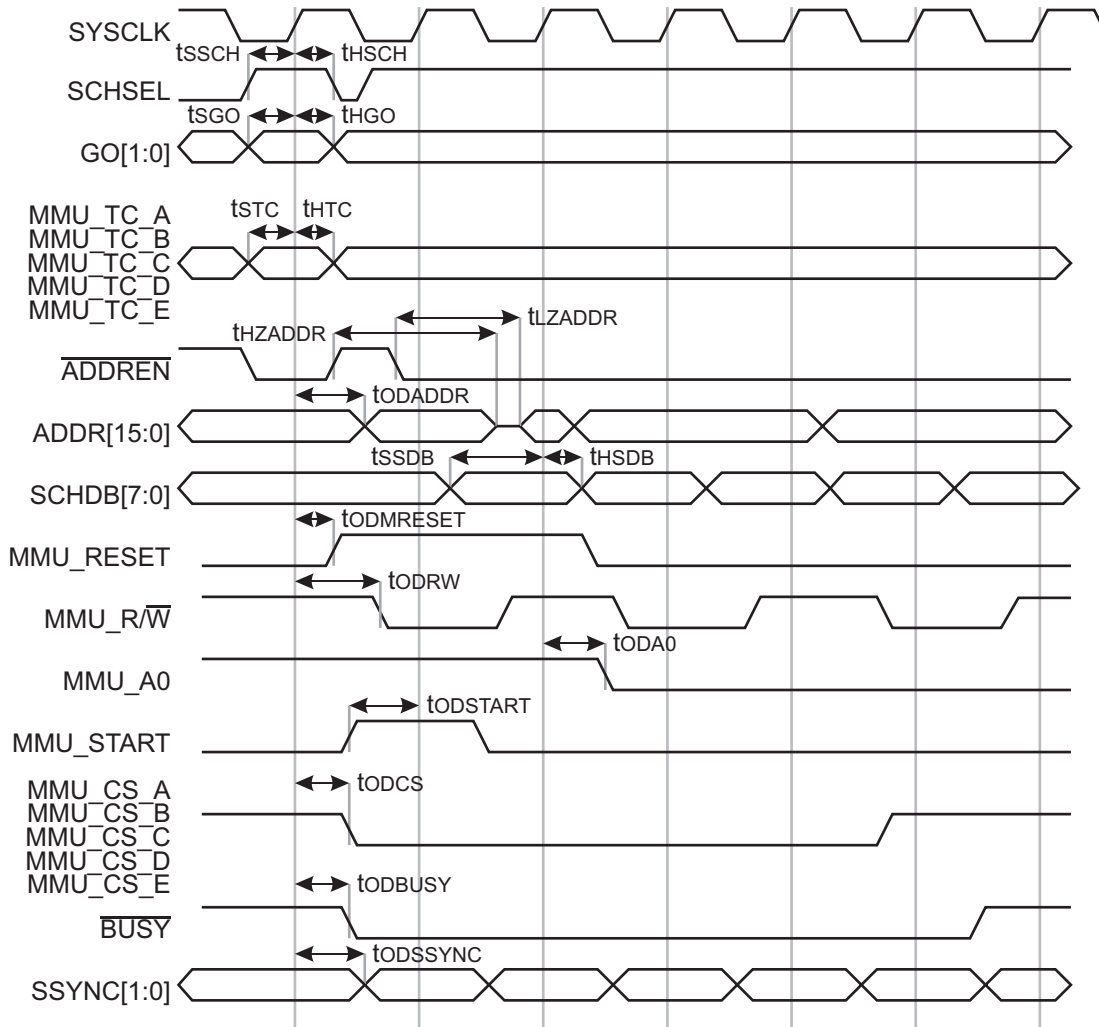 SYSCLK
tSSCH tHSCH
SCHSEL
tSGO tHGO
GO[1:0]
tSTC tHTC
MMU_TC_A
MMU_TC_B
MMU_TC_C
MMU_TC_D
MMU_TC_E
tLZADDR
tHZADDR
ADDREN
tODADDR
ADDR[15:0]
tSSDB tHSDB
SCHDB[7:0]
tODMRESET
MMU_RESET
tODRW
MMU_R/W
tODA0
MMU_A0
tODSTART
MMU_START
tODCS
MMU_CS_A
MMU_CS_B
MMU_CS_C
MMU_CS_D
MMU_CS_E
tODBUSY
BUSY
tODSSYNC
SSYNC[1:0]